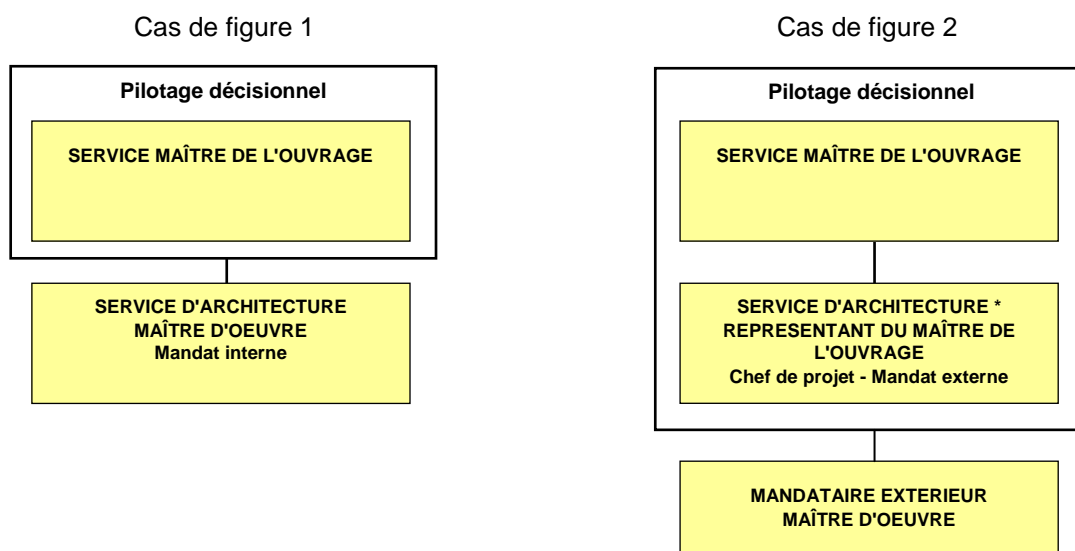 Cas de figure 1
Pilotage décisionnel
SERVICE MAÎTRE DE L'OUVRAGE
SERVICE D'ARCHITECTURE
MAÎTRE D'OEUVRE
Mandat interne
Cas de figure 2
Pilotage décisionnel
SERVICE MAÎTRE DE L'OUVRAGE
SERVICE D'ARCHITECTURE *
REPRESENTANT DU MAÎTRE DE
L'OUVRAGE
Chef de projet - Mandat externe
MANDATAIRE EXTERIEUR
MAÎTRE D'OEUVRE